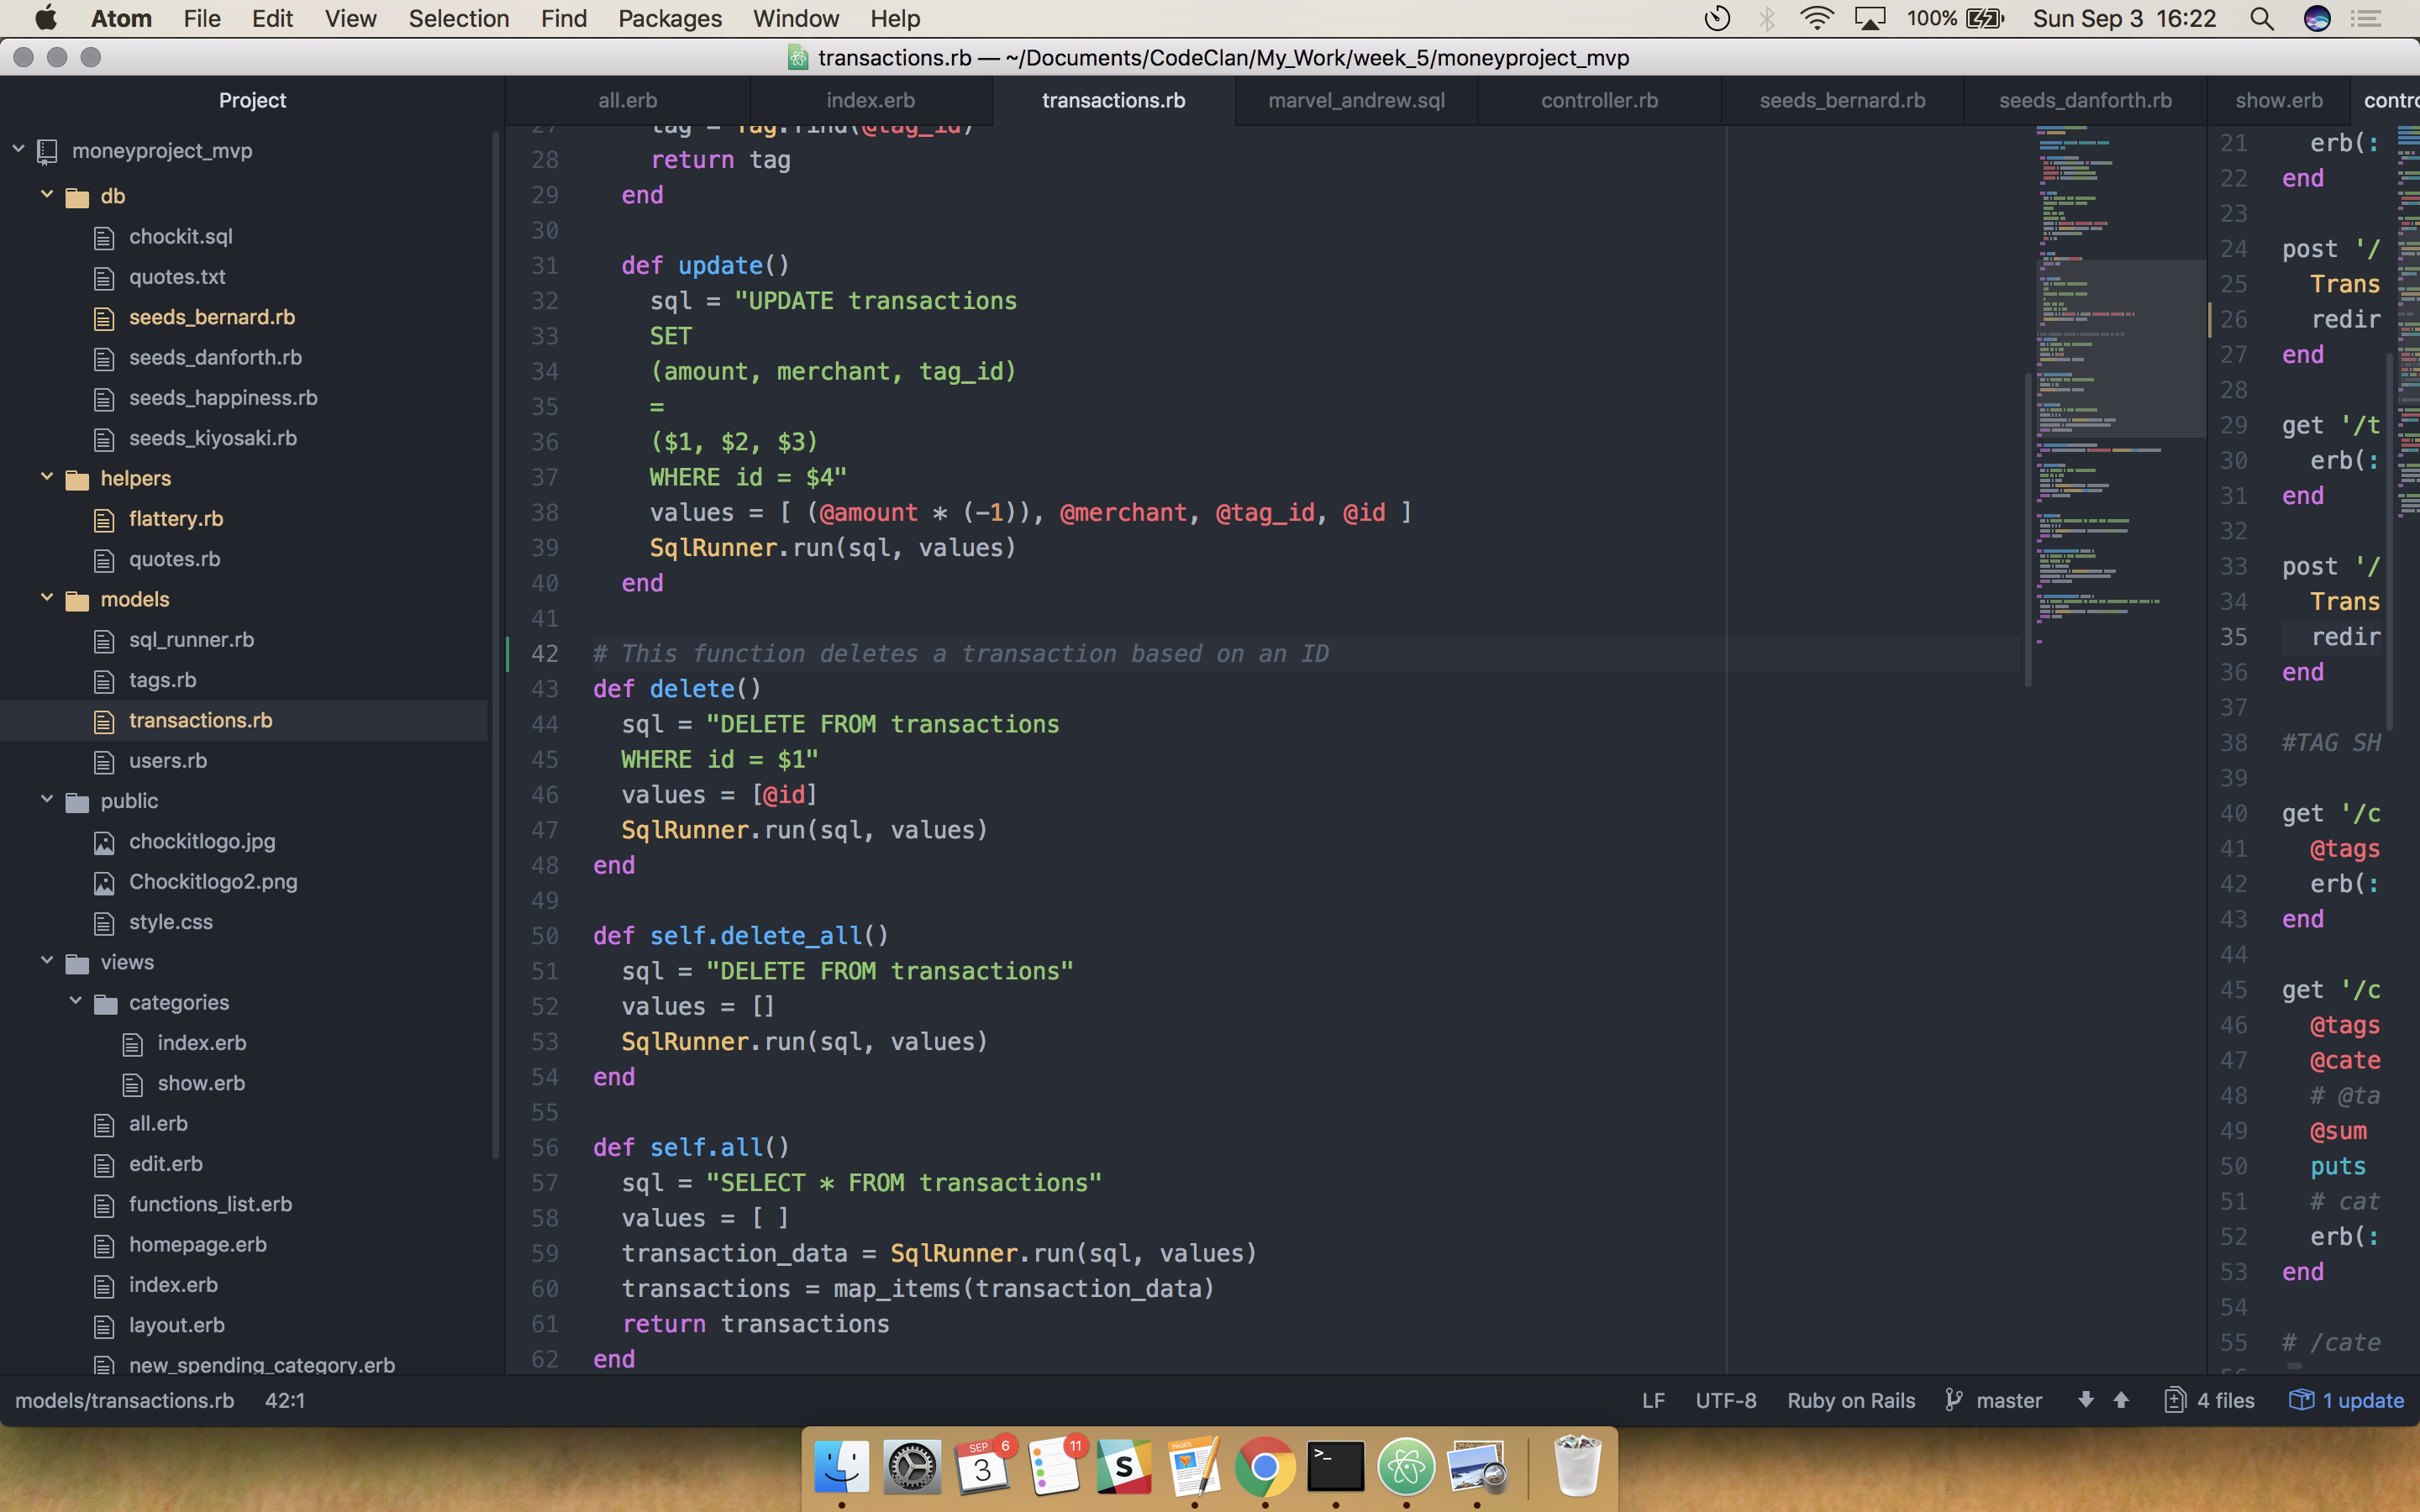 Atom File Edit View Selection Find Packages Window Help 100% Sun Sep 3 16:22
transactions.rb — ~/Documents/CodeClan/My_Work/week_5/moneyproject_mvp
Project
moneyproject_mvp
db
chockit.sql
quotes.txt
seeds_bernard.rb
seeds_danforth.rb
seeds_happiness.rb
seeds_kiyosaki.rb
helpers
flattery.rb
quotes.rb
models
sql_runner.rb
tags.rb
transactions.rb
users.rb
public
chockitlogo.jpg
Chockitlogo2.png
style.css
views
categories
index.erb
show.erb
all.erb
edit.erb
functions_list.erb
homepage.erb
index.erb
layout.erb
new_spending_category.erb
all.erb index.erb transactions.rb marvel_andrew.sql controller.rb seeds_bernard.rb seeds_danforth.rb show.erb contro
27 tag = Tag.find(@tag_id)
28 return tag
29 end
30
31 def update()
32 sql = "UPDATE transactions
33 SET
34 (amount, merchant, tag_id)
35 =
36 ($1, $2, $3)
37 WHERE id = $4"
38 values = [ (@amount * (-1)), @merchant, @tag_id, @id ]
39 SqlRunner.run(sql, values)
40 end
41
42 # This function deletes a transaction based on an ID
43 def delete()
44 sql = "DELETE FROM transactions
45 WHERE id = $1"
46 values = [@id]
47 SqlRunner.run(sql, values)
48 end
49
50 def self.delete_all()
51 sql = "DELETE FROM transactions"
52 values = []
53 SqlRunner.run(sql, values)
54 end
55
56 def self.all()
57 sql = "SELECT * FROM transactions"
58 values = [ ]
59 transaction_data = SqlRunner.run(sql, values)
60 transactions = map_items(transaction_data)
61 return transactions
62 end
21 erb(:
22 end
23
24 post '/
25 Trans
26 redir
27 end
28
29 get '/t
30 erb(:
31 end
32
33 post '/
34 Trans
35 redir
36 end
37
38 #TAG SH
39
40 get '/c
41 @tags
42 erb(:
43 end
44
45 get '/c
46 @tags
47 @cate
48 # @ta
49 @sum
50 puts
51 # cat
52 erb(:
53 end
54
55 # /cate
models/transactions.rb 42:1 LF UTF-8 Ruby on Rails master 4 files 1 update
SEP 3 6 11 S PAGES >_